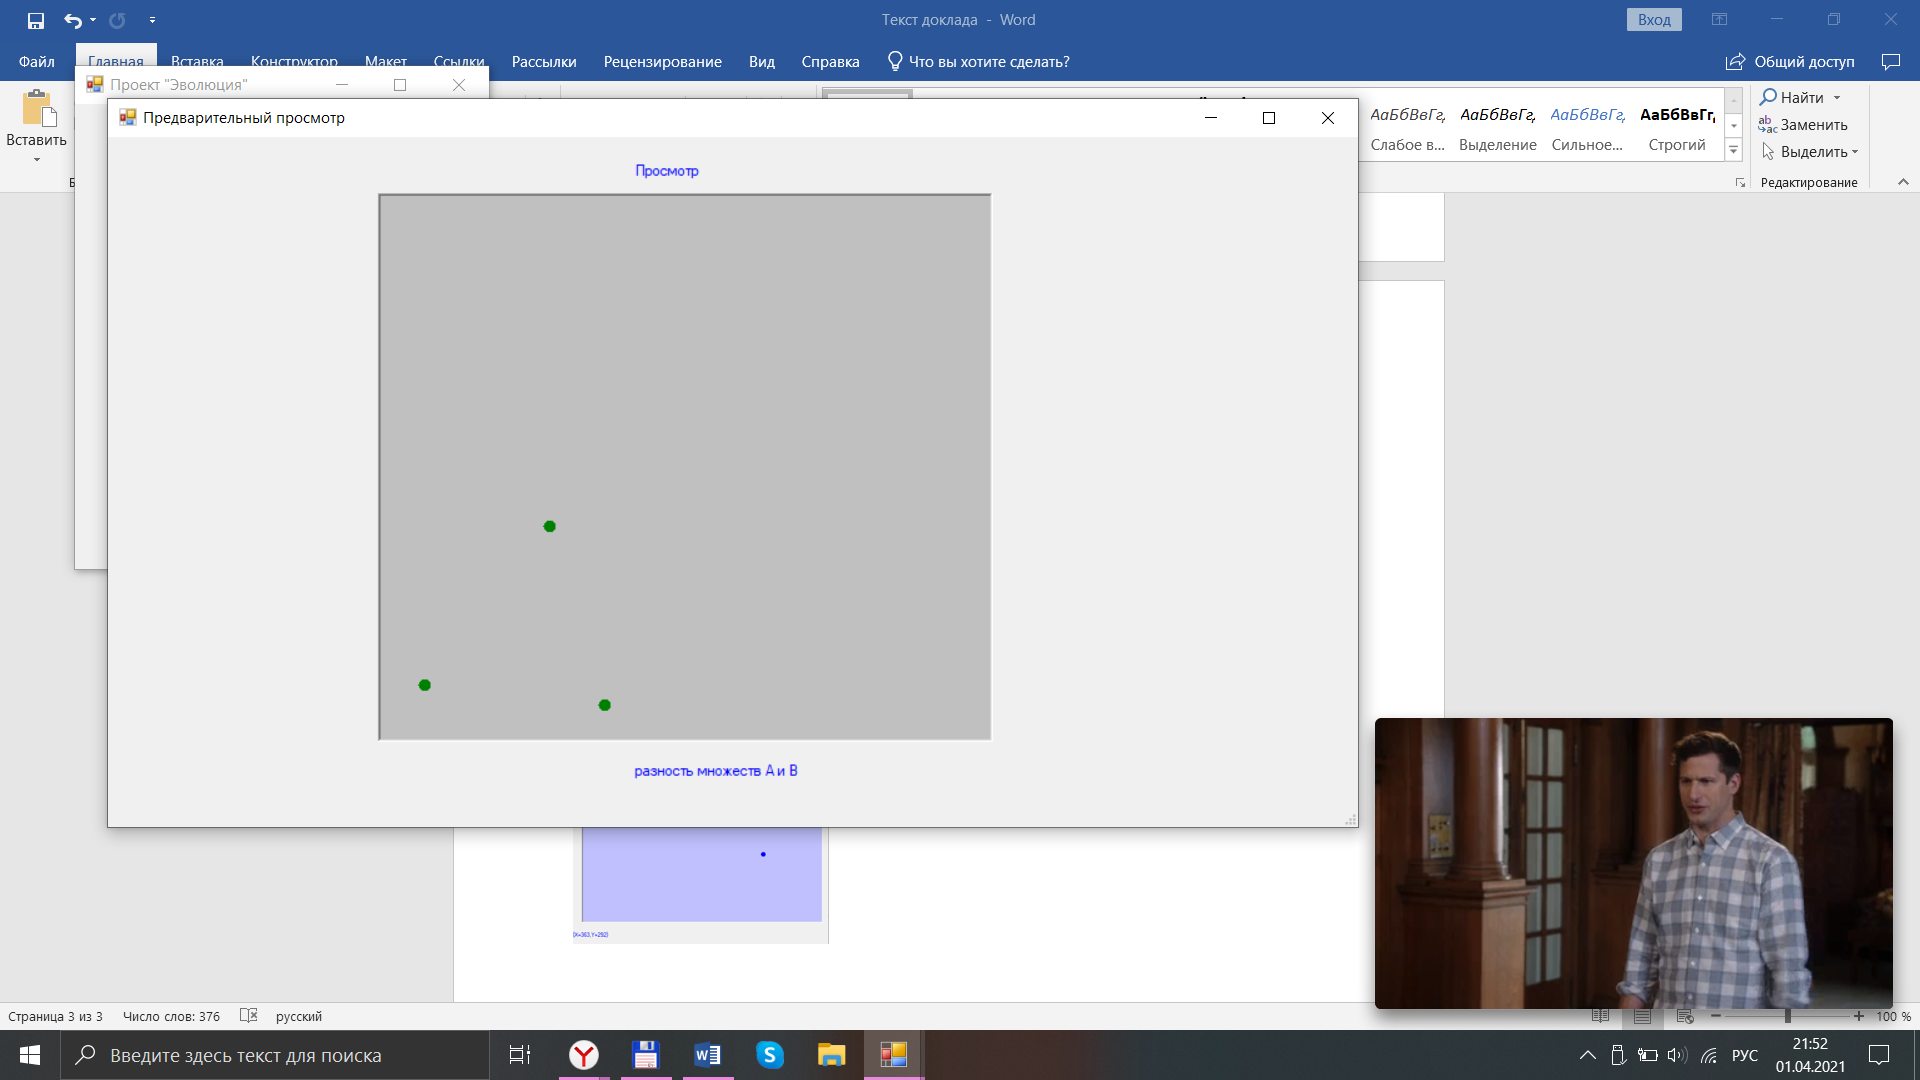 Текст доклада - Word
Вход
Файл Главная Вставка Конструктор Макет Ссылки Рассылки Рецензирование Вид Справка Что вы хотите сделать? Общий доступ
Проект "Эволюция"
Вставить
Предварительный просмотр
АаБбВвГг, АаБбВвГг, АаБбВвГг, АаБбВвГг,
Слабое в... Выделение Сильное... Строгий
Найти
Заменить
Выделить
Редактирование
Просмотр
разность множеств А и В
{X=363,Y=292}
Страница 3 из 3 Число слов: 376 русский
100 %
Введите здесь текст для поиска
РУС
21:52
01.04.2021